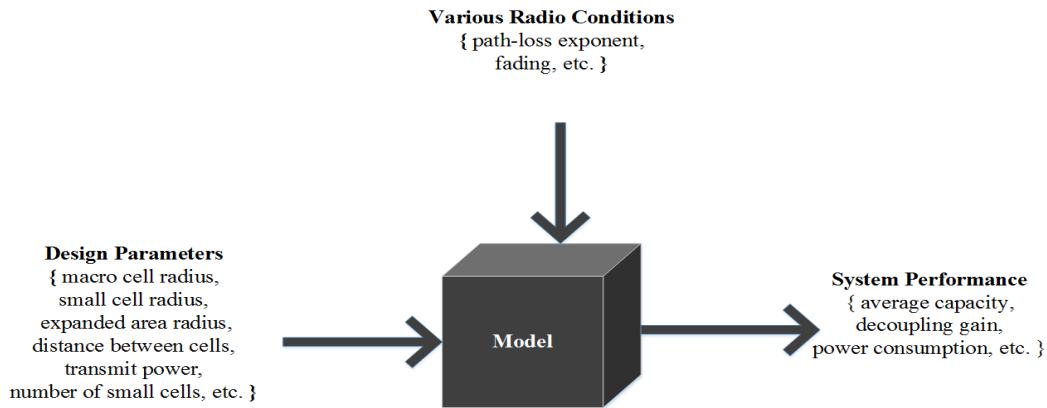 Various Radio Conditions
{ path-loss exponent,
fading, etc. }
Design Parameters
{ macro cell radius,
small cell radius,
expanded area radius,
distance between cells,
transmit power,
number of small cells, etc. }
Model
System Performance
{ average capacity,
decoupling gain,
power consumption, etc. }